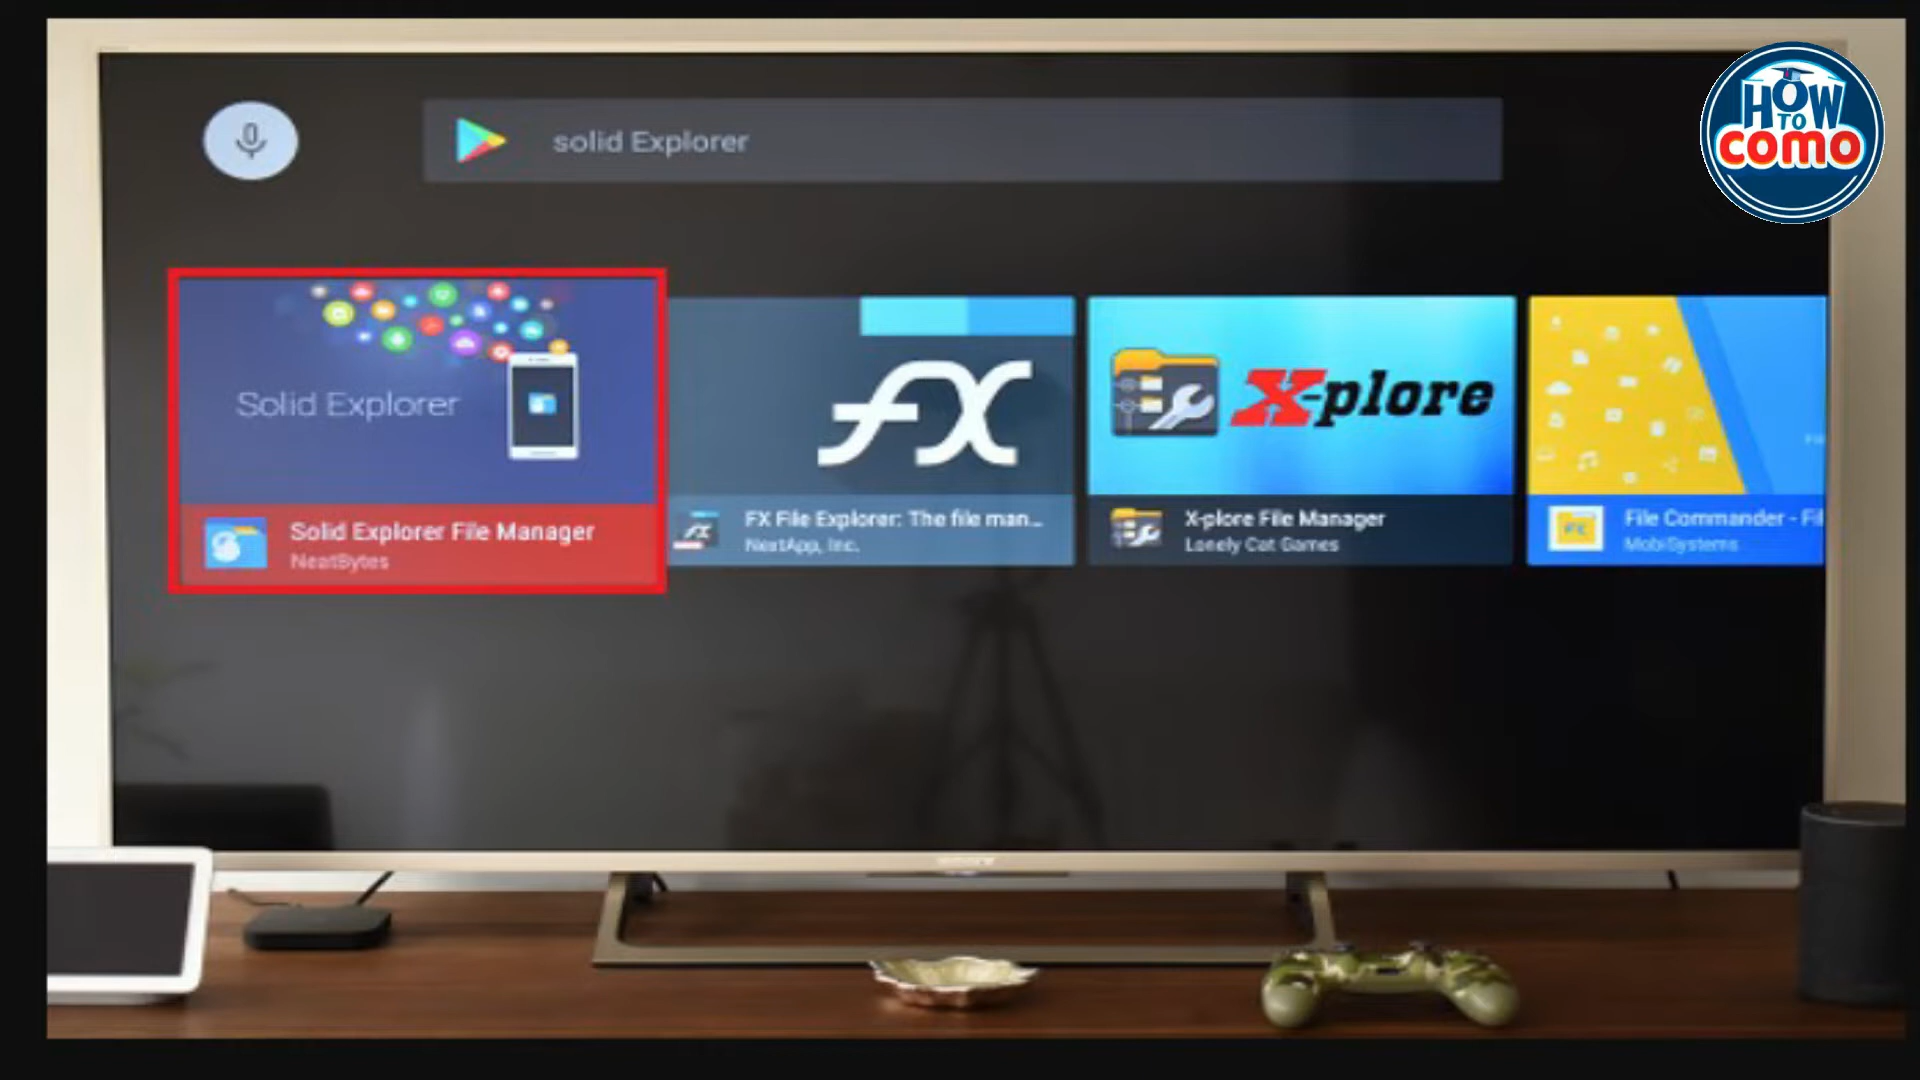 HOW
TO
como
solid Explorer
Solid Explorer
FX
X-plore
Solid Explorer File Manager
NeatBytes
FX File Explorer: The file man...
NextApp, Inc.
X-plore File Manager
Lonely Cat Games
File Commander - Fi
MobiSystems
SONY